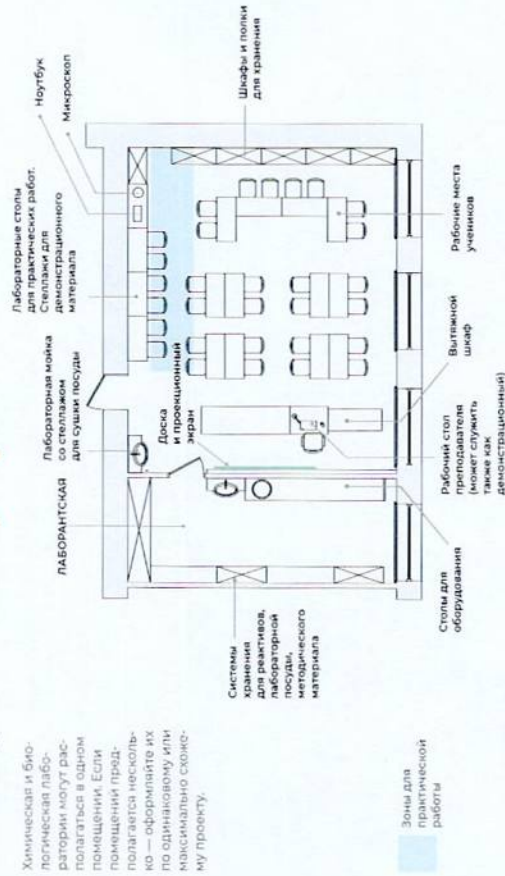 Химическая и био-
логическая лабо-
ратории могут рас-
полагаться в одном
помещении. Если
помещений пред-
полагается несколь-
ко — оформляйте их
по одинаковому или
максимально схоже-
му проекту.
Зоны для
практической
работы
ЛАБОРАНТСКАЯ
Лабораторная мойка
со стеллажом
для сушки посуды
Лабораторные столы
для практических работ.
Стеллажи для
демонстрационного
материала
Ноутбук
Микроскоп
Доска
и проекционный
экран
Шкафы и полки
для хранения
Системы
хранения
для реактивов,
лабораторной
посуды,
методического
материала
Столы для
оборудования
Рабочий стол
преподавателя
(может служить
также как
демонстрационный)
Вытяжной
шкаф
Рабочие места
учеников